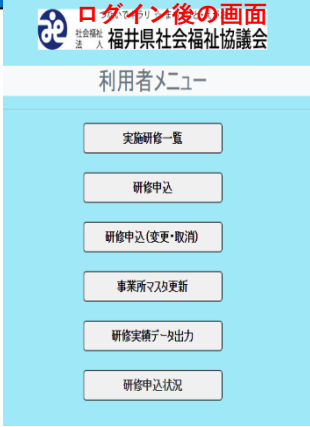 ログイン後の画面
社会福祉
法人
福井県社会福祉協議会
利用者メニュー
実施研修一覧
研修申込
研修申込(変更・取消)
事業所マスタ更新
研修実績データ出力
研修申込状況